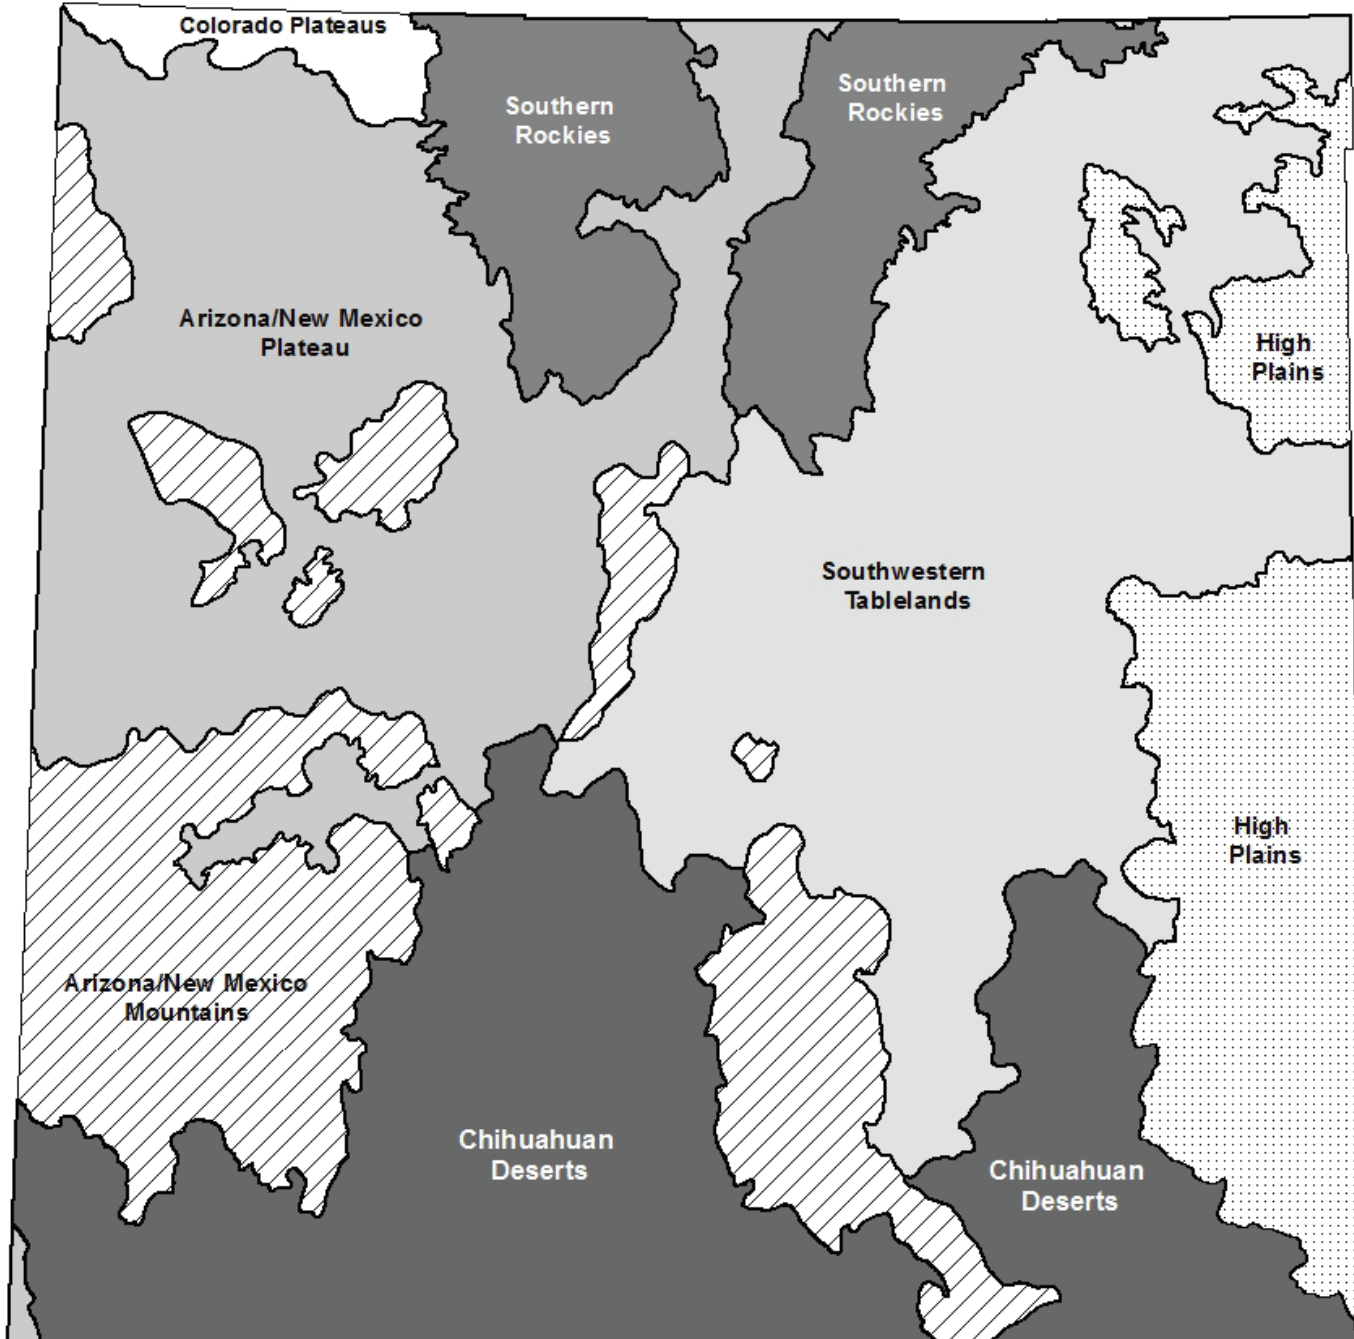 Colorado Plateaus
Southern
Rockies
Southern
Rockies
Arizona/New Mexico
Plateau
High
Plains
Southwestern
Tablelands
High
Plains
Arizona/New Mexico
Mountains
Chihuahuan
Deserts
Chihuahuan
Deserts